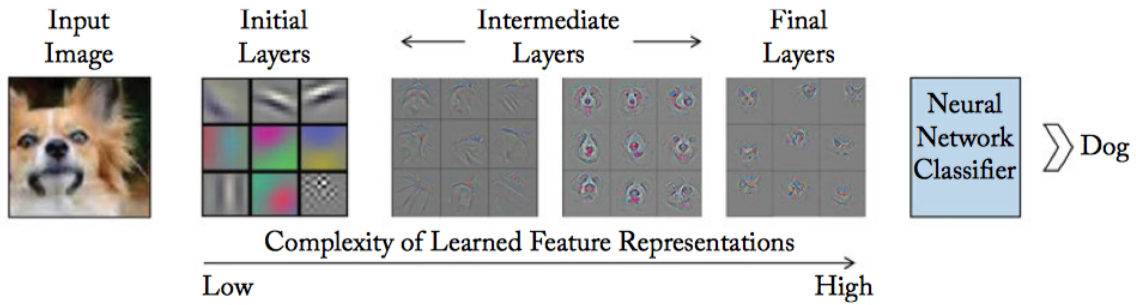 Input
Image
Initial
Layers
Intermediate
Layers
Final
Layers
Neural
Network
Classifier
Dog
Complexity of Learned Feature Representations
Low
High